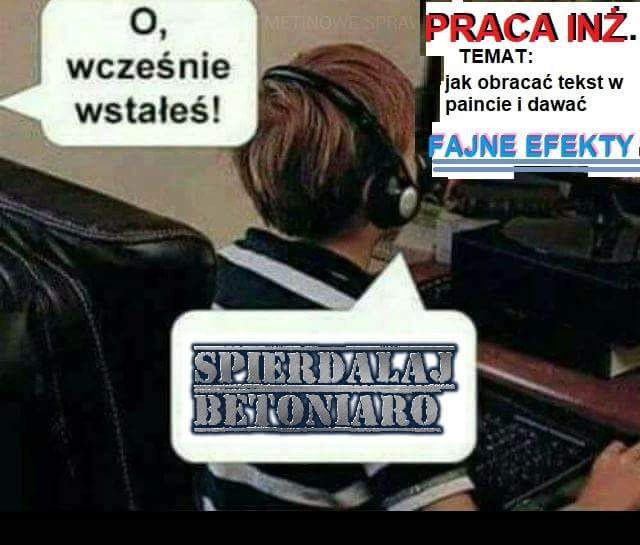 O,
wcześnie
wstałeś!
METINOWE SPRAW
PRACA INŻ.
TEMAT:
jak obracać tekst w
paincie i dawać
FAJNE EFEKTY.
SPIERDALAJ
BETONIARO